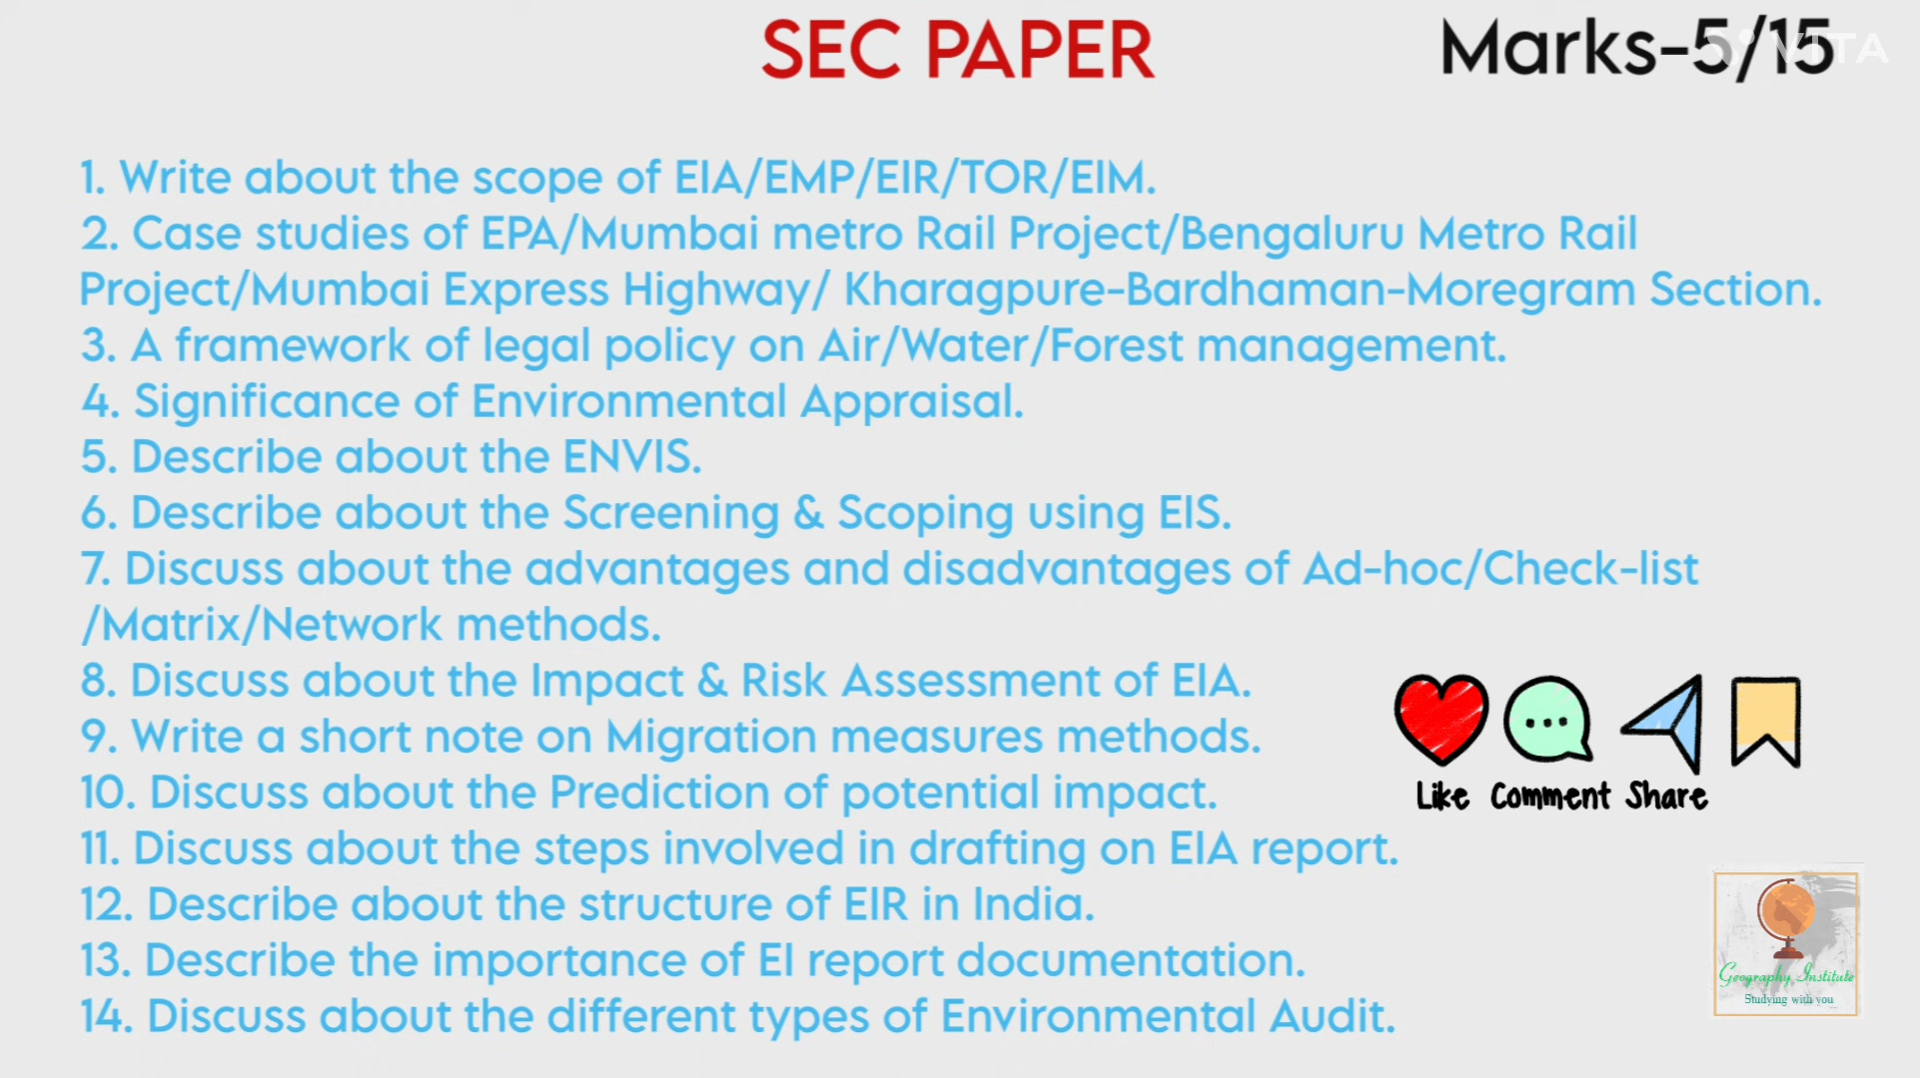 SEC PAPER
Marks-5/15
VITA
1. Write about the scope of EIA/EMP/EIR/TOR/EIM.
2. Case studies of EPA/Mumbai metro Rail Project/Bengaluru Metro Rail
Project/Mumbai Express Highway/ Kharagpure-Bardhaman-Moregram Section.
3. A framework of legal policy on Air/Water/Forest management.
4. Significance of Environmental Appraisal.
5. Describe about the ENVIS.
6. Describe about the Screening & Scoping using EIS.
7. Discuss about the advantages and disadvantages of Ad-hoc/Check-list
/Matrix/Network methods.
8. Discuss about the Impact & Risk Assessment of EIA.
9. Write a short note on Migration measures methods.
10. Discuss about the Prediction of potential impact.
11. Discuss about the steps involved in drafting on EIA report.
12. Describe about the structure of EIR in India.
13. Describe the importance of EI report documentation.
14. Discuss about the different types of Environmental Audit.
Like Comment Share
Geography Institute
Studying with you